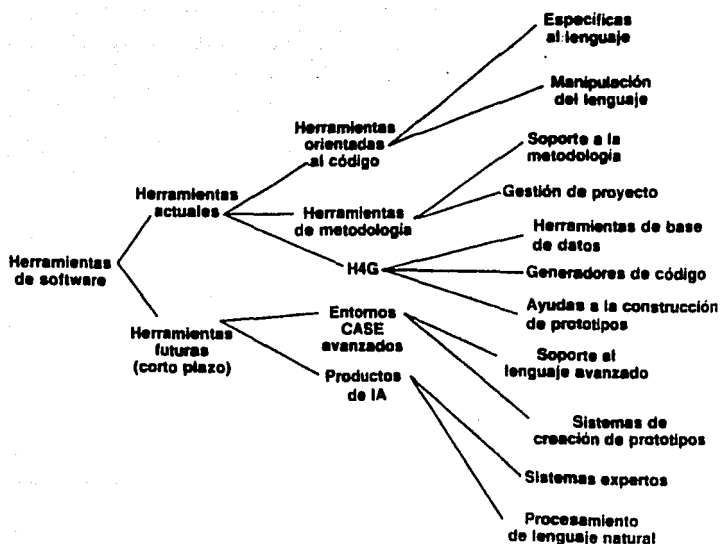 Específicas
al lenguaje
Manipulación
del lenguaje
Herramientas
orientadas
al código
Soporte a la
metodología
Herramientas
actuales
Gestión de proyecto
Herramientas
de metodología
Herramientas de base
de datos
Herramientas
de software
H4G
Generadores de código
Ayudas a la construcción
de prototipos
Herramientas
futuras
(corto plazo)
Entornos
CASE
avanzados
Soporte al
lenguaje avanzado
Productos
de IA
Sistemas de
creación de prototipos
Sistemas expertos
Procesamiento
de lenguaje natural